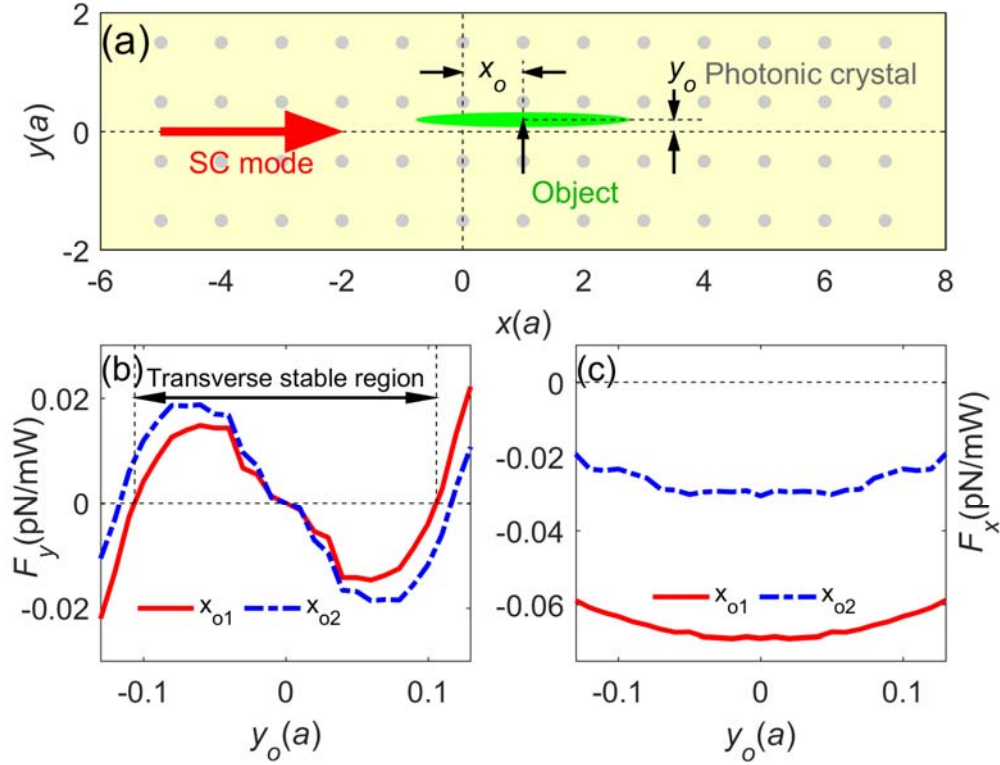 (a)
2
0
-2
y(a)
x_o
y_o
Photonic crystal
SC mode
Object
-6 -4 -2 0 2 4 6 8
x(a)
(b)
Transverse stable region
0.02
0
-0.02
F_y(pN/mW)
x_o1 x_o2
-0.1 0 0.1
y_o(a)
(c)
0
-0.02
-0.04
-0.06
F_x(pN/mW)
x_o1 x_o2
-0.1 0 0.1
y_o(a)